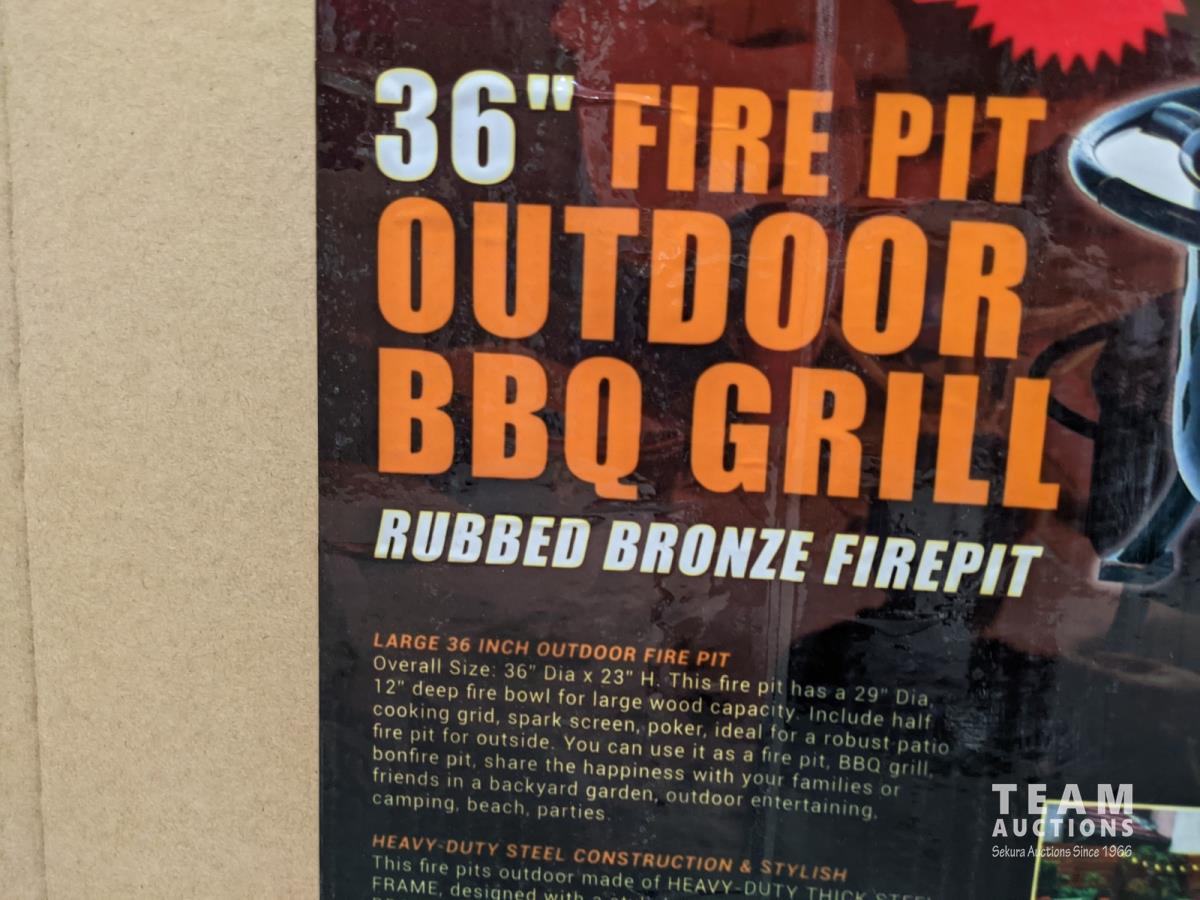 36" FIRE PIT
OUTDOOR
BBQ GRILL
RUBBED BRONZE FIREPIT
LARGE 36 INCH OUTDOOR FIRE PIT
Overall Size: 36" Dia x 23" H. This fire pit has a 29" Dia,
12" deep fire bowl for large wood capacity. Include half
cooking grid, spark screen, poker, ideal for a robust patio
fire pit for outside. You can use it as a fire pit, BBQ grill,
bonfire pit, share the happiness with your families or
friends in a backyard garden, outdoor entertaining,
camping, beach, parties.
HEAVY-DUTY STEEL CONSTRUCTION & STYLISH
This fire pits outdoor made of HEAVY-DUTY THICK STEEL
FRAME, designed with a
TEAM
AUCTIONS
Sekura Auctions Since 1966